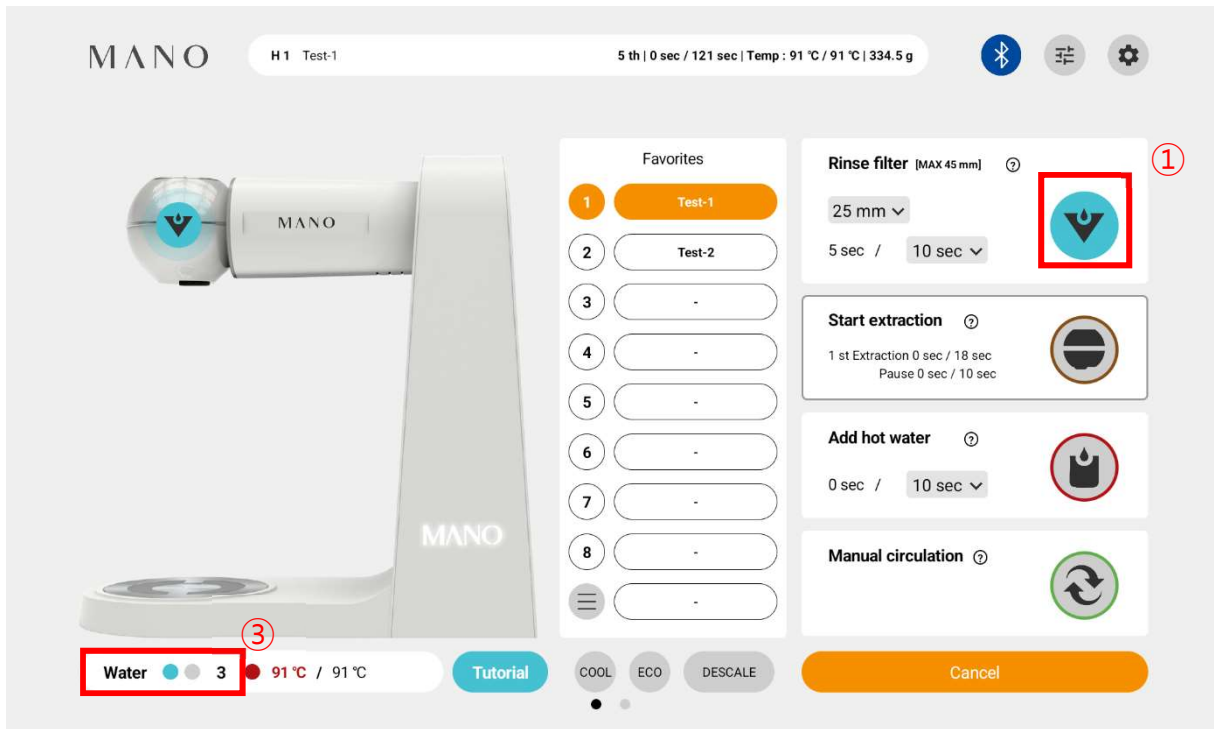 MANO
H 1 Test-1
5 th | 0 sec / 121 sec | Temp : 91 ℃ / 91 ℃ | 334.5 g
①
Rinse filter [MAX 45 mm] ?
25 mm
5 sec / 10 sec
MANO
MANO
Favorites
1 Test-1
2 Test-2
3 -
4 -
5 -
6 -
7 -
8 -
-
Start extraction ?
1 st Extraction 0 sec / 18 sec
Pause 0 sec / 10 sec
Add hot water ?
0 sec / 10 sec
Manual circulation ?
③
Water 3 91 ℃ / 91 ℃
Tutorial
COOL ECO DESCALE
Cancel